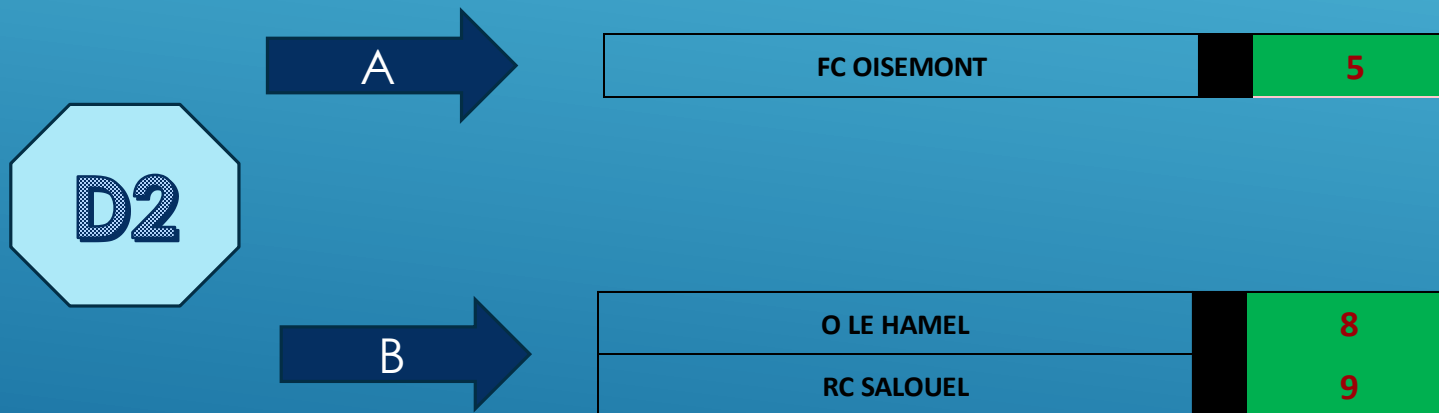 D2
A
FC OISEMONT 5
B
O LE HAMEL 8
RC SALOUEL 9